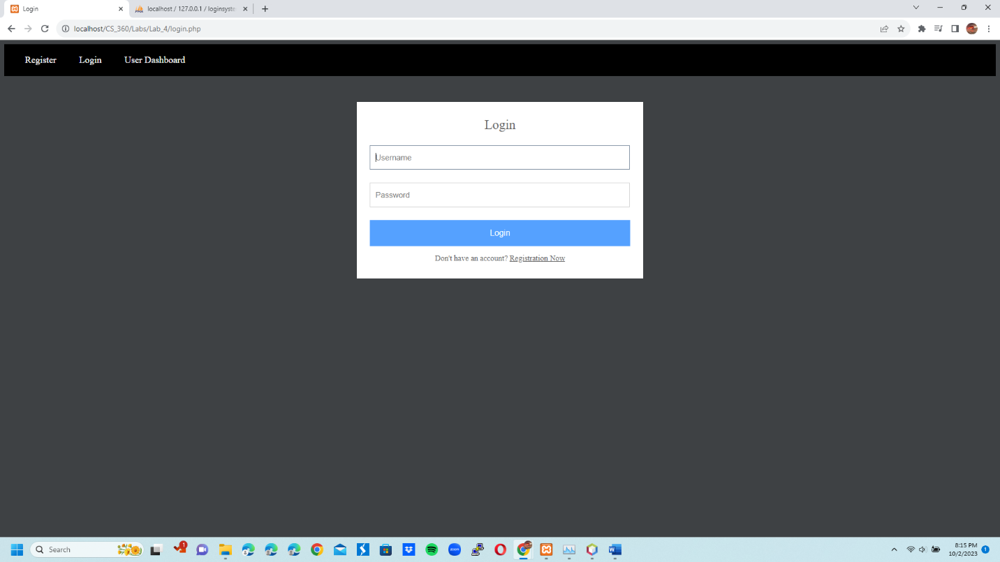 Login
localhost / 127.0.0.1 / loginsyste
localhost/CS_360/Labs/Lab_4/login.php
Register Login User Dashboard
Login
Username
Password
Login
Don't have an account? Registration Now
Search
1
zoom
W
8:15 PM
10/2/2023
1